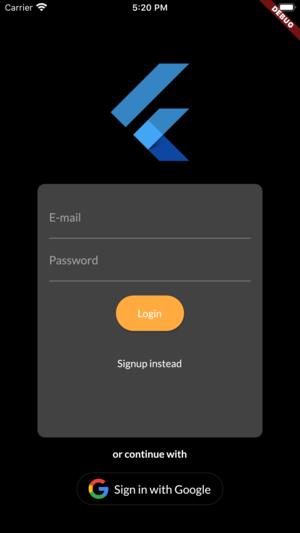 Carrier 5:20 PM
DEBUG
E-mail
Password
Login
Signup instead
or continue with
Sign in with Google